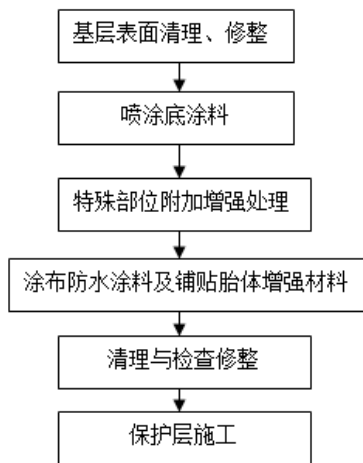 基层表面清理、修整
喷涂底涂料
特殊部位附加增强处理
涂布防水涂料及铺贴胎体增强材料
清理与检查修整
保护层施工